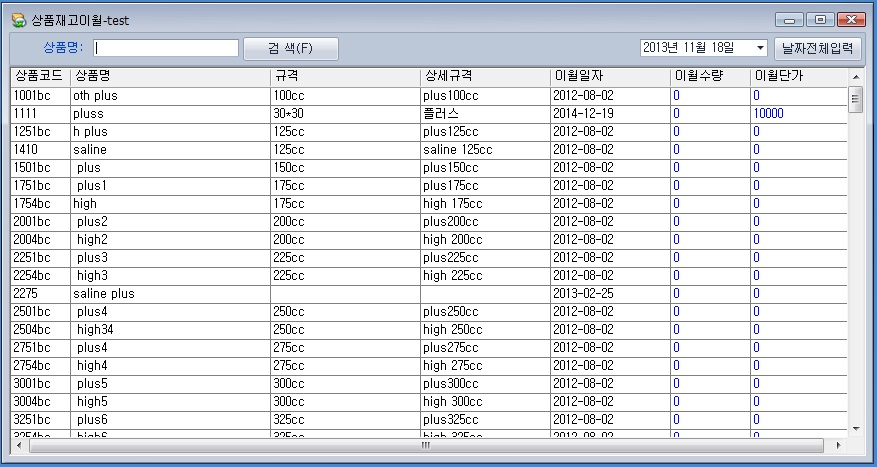 상품재고이월-test
상품명: 검 색(F) 2013년 11월 18일 날짜전체입력
상품코드 상품명 규격 상세규격 이월일자 이월수량 이월단가
1001bc oth plus 100cc plus100cc 2012-08-02 0 0
1111 pluss 30*30 플러스 2014-12-19 0 10000
1251bc h plus 125cc plus125cc 2012-08-02 0 0
1410 saline 125cc saline 125cc 2012-08-02 0 0
1501bc plus 150cc plus150cc 2012-08-02 0 0
1751bc plus1 175cc plus175cc 2012-08-02 0 0
1754bc high 175cc high 175cc 2012-08-02 0 0
2001bc plus2 200cc plus200cc 2012-08-02 0 0
2004bc high2 200cc high 200cc 2012-08-02 0 0
2251bc plus3 225cc plus225cc 2012-08-02 0 0
2254bc high3 225cc high 225cc 2012-08-02 0 0
2275 saline plus 2013-02-25 0 0
2501bc plus4 250cc plus250cc 2012-08-02 0 0
2504bc high34 250cc high 250cc 2012-08-02 0 0
2751bc plus4 275cc plus275cc 2012-08-02 0 0
2754bc high4 275cc high 275cc 2012-08-02 0 0
3001bc plus5 300cc plus300cc 2012-08-02 0 0
3004bc high5 300cc high 300cc 2012-08-02 0 0
3251bc plus6 325cc plus325cc 2012-08-02 0 0
3254bc high6 325cc high 325cc 2012-08-02 0 0